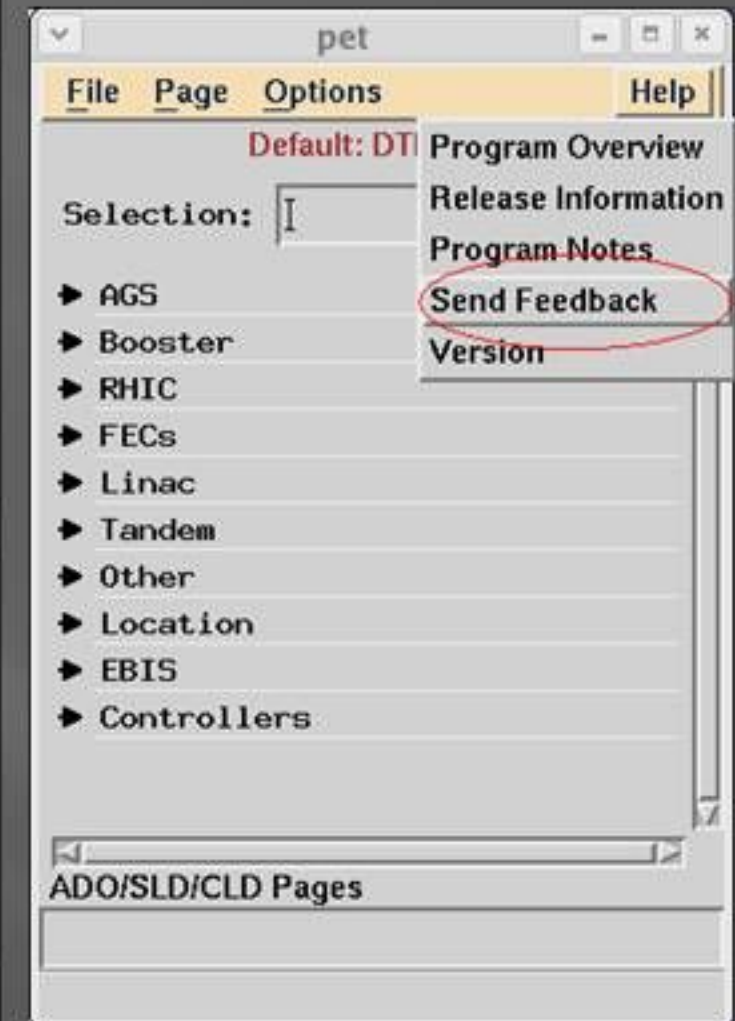 pet
File Page Options Help
Default:
Program Overview
Release Information
Program Notes
Send Feedback
Version
Selection:
AGS
Booster
RHIC
FECs
Linac
Tandem
Other
Location
EBIS
Controllers
ADO/SLD/CLD Pages